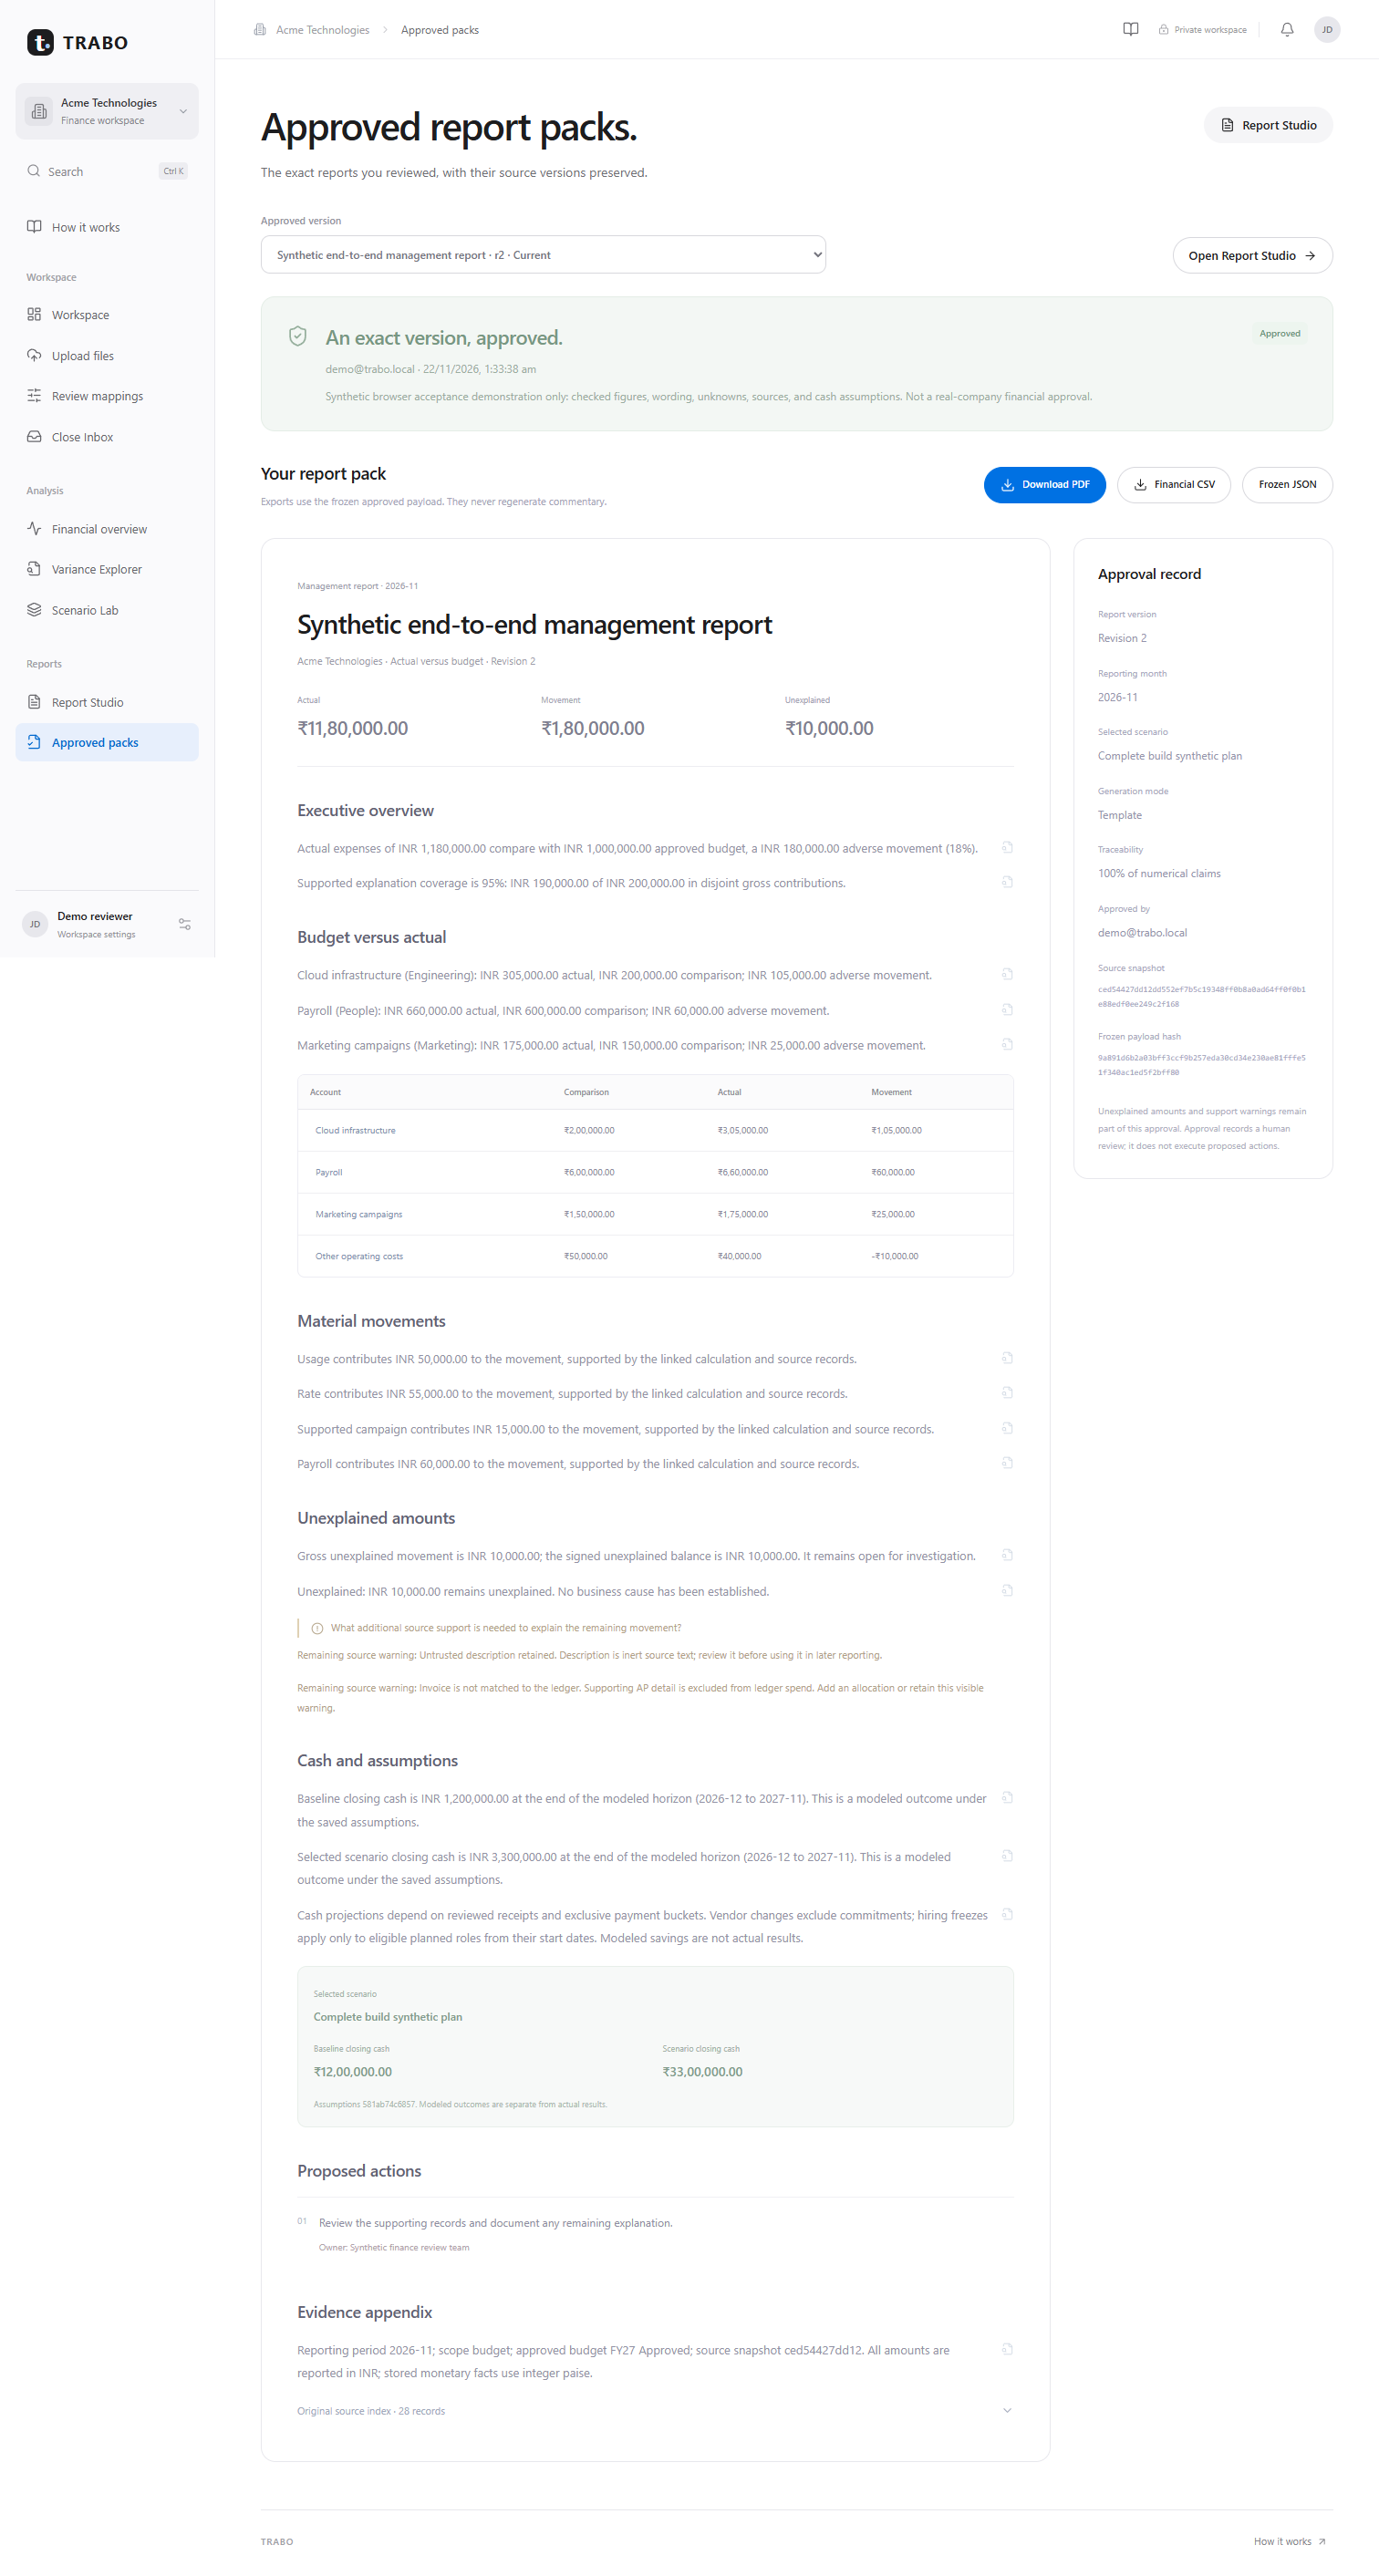 TRABO
Acme Technologies
Finance workspace
Search
Ctrl K
How it works
Workspace
Workspace
Upload files
Review mappings
Close Inbox
Analysis
Financial overview
Variance Explorer
Scenario Lab
Reports
Report Studio
Approved packs
JD
Demo reviewer
Workspace settings
Acme Technologies
Approved packs
Private workspace
JD
Approved report packs.
Report Studio
The exact reports you reviewed, with their source versions preserved.
Approved version
Synthetic end-to-end management report · r2 · Current
Open Report Studio
An exact version, approved.
Approved
demo@trabo.local · 22/11/2026, 1:33:38 am
Synthetic browser acceptance demonstration only: checked figures, wording, unknowns, sources, and cash assumptions. Not a real-company financial approval.
Your report pack
Exports use the frozen approved payload. They never regenerate commentary.
Download PDF
Financial CSV
Frozen JSON
Management report · 2026-11
Synthetic end-to-end management report
Acme Technologies · Actual versus budget · Revision 2
Actual Movement Unexplained
₹11,80,000.00 ₹1,80,000.00 ₹10,000.00
Executive overview
Actual expenses of INR 1,180,000.00 compare with INR 1,000,000.00 approved budget, a INR 180,000.00 adverse movement (18%).
Supported explanation coverage is 95%: INR 190,000.00 of INR 200,000.00 in disjoint gross contributions.
Budget versus actual
Cloud infrastructure (Engineering): INR 305,000.00 actual, INR 200,000.00 comparison; INR 105,000.00 adverse movement.
Payroll (People): INR 660,000.00 actual, INR 600,000.00 comparison; INR 60,000.00 adverse movement.
Marketing campaigns (Marketing): INR 175,000.00 actual, INR 150,000.00 comparison; INR 25,000.00 adverse movement.
Account Comparison Actual Movement
Cloud infrastructure ₹2,00,000.00 ₹3,05,000.00 ₹1,05,000.00
Payroll ₹6,00,000.00 ₹6,60,000.00 ₹60,000.00
Marketing campaigns ₹1,50,000.00 ₹1,75,000.00 ₹25,000.00
Other operating costs ₹50,000.00 ₹40,000.00 -₹10,000.00
Material movements
Usage contributes INR 50,000.00 to the movement, supported by the linked calculation and source records.
Rate contributes INR 55,000.00 to the movement, supported by the linked calculation and source records.
Supported campaign contributes INR 15,000.00 to the movement, supported by the linked calculation and source records.
Payroll contributes INR 60,000.00 to the movement, supported by the linked calculation and source records.
Unexplained amounts
Gross unexplained movement is INR 10,000.00; the signed unexplained balance is INR 10,000.00. It remains open for investigation.
Unexplained: INR 10,000.00 remains unexplained. No business cause has been established.
What additional source support is needed to explain the remaining movement?
Remaining source warning: Untrusted description retained. Description is inert source text; review it before using it in later reporting.
Remaining source warning: Invoice is not matched to the ledger. Supporting AP detail is excluded from ledger spend. Add an allocation or retain this visible
warning.
Cash and assumptions
Baseline closing cash is INR 1,200,000.00 at the end of the modeled horizon (2026-12 to 2027-11). This is a modeled outcome under
the saved assumptions.
Selected scenario closing cash is INR 3,300,000.00 at the end of the modeled horizon (2026-12 to 2027-11). This is a modeled
outcome under the saved assumptions.
Cash projections depend on reviewed receipts and exclusive payment buckets. Vendor changes exclude commitments; hiring freezes
apply only to eligible planned roles from their start dates. Modeled savings are not actual results.
Selected scenario
Complete build synthetic plan
Baseline closing cash Scenario closing cash
₹12,00,000.00 ₹33,00,000.00
Assumptions 581ab74c6857. Modeled outcomes are separate from actual results.
Proposed actions
01 Review the supporting records and document any remaining explanation.
Owner: Synthetic finance review team
Evidence appendix
Reporting period 2026-11; scope budget; approved budget FY27 Approved; source snapshot ced54427dd12. All amounts are
reported in INR; stored monetary facts use integer paise.
Original source index · 28 records
Approval record
Report version
Revision 2
Reporting month
2026-11
Selected scenario
Complete build synthetic plan
Generation mode
Template
Traceability
100% of numerical claims
Approved by
demo@trabo.local
Source snapshot
ced54427dd12dd552ef7b5c19348ff0b8a0ad64ff0f0b1
e88edf0ee249c2f168
Frozen payload hash
9a891d6b2a03bff3ccf9b257eda30cd34e230ae81fffe5
1f340ac1ed5f2bff80
Unexplained amounts and support warnings remain
part of this approval. Approval records a human
review; it does not execute proposed actions.
TRABO
How it works